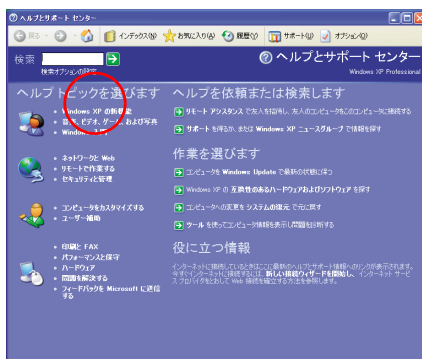 ヘルプとサポート センター
戻る インデックス(N) お気に入り(A) 履歴(Y) サポート(U) オプション(O)
検索
検索オプションの設定
ヘルプとサポート センター
Windows XP Professional
ヘルプ トピックを選びます
Windows XP の新機能
音楽、ビデオ、ゲーム、および写真
Windows
ネットワークと Web
リモートで作業する
セキュリティと管理
コンピュータをカスタマイズする
ユーザー補助
印刷と FAX
パフォーマンスと保守
ハードウェア
問題を解決する
フィードバックを Microsoft に送信
する
ヘルプを依頼または検索します
リモート アシスタンス で友人を招待し、友人のコンピュータをこのコンピュータに接続する
サポート を得るか、または Windows XP ニュースグループ で情報を探す
作業を選びます
コンピュータを Windows Update で最新の状態に保つ
Windows XP の 互換性のあるハードウェアおよびソフトウェア を探す
コンピュータへの変更を システムの復元 で元に戻す
ツール を使ってコンピュータ情報を表示し問題を診断する
役に立つ情報
インターネットに接続しているときはここに最新のヘルプとサポート情報へのリンクが表示されます。
今すぐインターネットに接続するには、新しい接続ウィザードを開始し、インターネット サービ
ス プロバイダをとおして Web 接続を確立する方法を参照します。